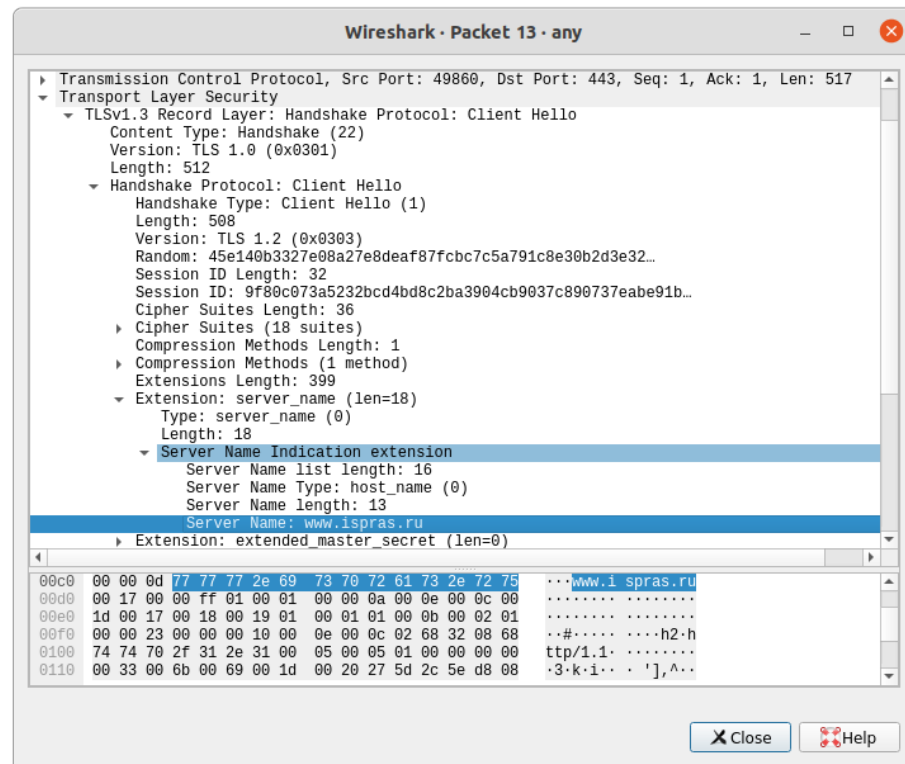 Wireshark · Packet 13 · any
Transmission Control Protocol, Src Port: 49860, Dst Port: 443, Seq: 1, Ack: 1, Len: 517
Transport Layer Security
TLSv1.3 Record Layer: Handshake Protocol: Client Hello
Content Type: Handshake (22)
Version: TLS 1.0 (0x0301)
Length: 512
Handshake Protocol: Client Hello
Handshake Type: Client Hello (1)
Length: 508
Version: TLS 1.2 (0x0303)
Random: 45e140b3327e08a27e8deaf87fcbc7c5a791c8e30b2d3e32…
Session ID Length: 32
Session ID: 9f80c073a5232bcd4bd8c2ba3904cb9037c890737eabe91b…
Cipher Suites Length: 36
Cipher Suites (18 suites)
Compression Methods Length: 1
Compression Methods (1 method)
Extensions Length: 399
Extension: server_name (len=18)
Type: server_name (0)
Length: 18
Server Name Indication extension
Server Name list length: 16
Server Name Type: host_name (0)
Server Name length: 13
Server Name: www.ispras.ru
Extension: extended_master_secret (len=0)
00c0 00 00 0d 77 77 77 2e 69 73 70 72 61 73 2e 72 75 ···www.i spras.ru
00d0 00 17 00 00 ff 01 00 01 00 00 0a 00 0e 00 0c 00 ········ ········
00e0 1d 00 17 00 18 00 19 01 00 01 01 00 0b 00 02 01 ········ ········
00f0 00 00 23 00 00 00 10 00 0e 00 0c 02 68 32 08 68 ··#····· ····h2·h
0100 74 74 70 2f 31 2e 31 00 05 00 05 01 00 00 00 00 ttp/1.1· ········
0110 00 33 00 6b 00 69 00 1d 00 20 27 5d 2c 5e d8 08 ·3·k·i·· · '],^··
Close Help